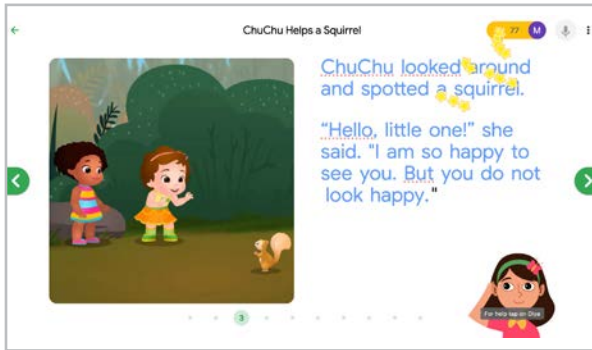 ChuChu Helps a Squirrel
77 M
ChuChu looked around
and spotted a squirrel.
“Hello, little one!” she
said. "I am so happy to
see you. But you do not
look happy."
For help tap on Diya
3